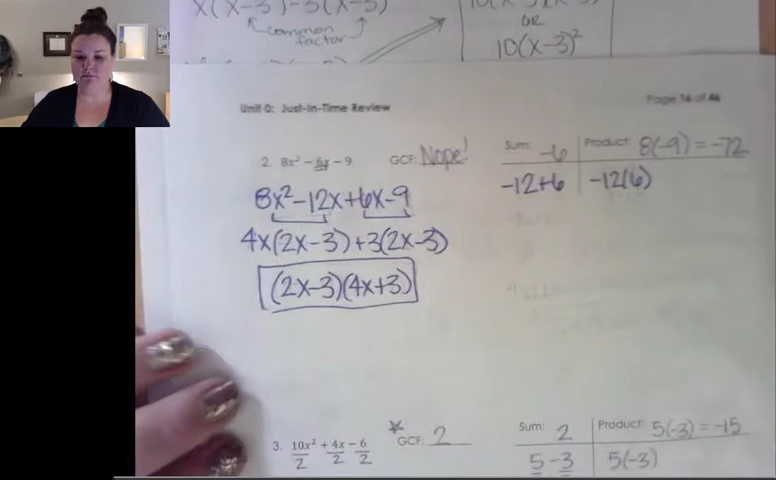 x(x-3)-3(x-3)
common factor
OR
10(x-3)²
Unit 0: Just-In-Time Review
Page 16 of 46
2. 8x² - 6x - 9
GCF: Nope!
Sum: -6
Product: 8(-9) = -72
-12+6
-12(6)
8x²-12x+6x-9
4x(2x-3)+3(2x-3)
(2x-3)(4x+3)
3. 10x²/2 + 4x/2 - 6/2
* GCF: 2
Sum: 2
Product: 5(-3) = -15
5-3
5(-3)